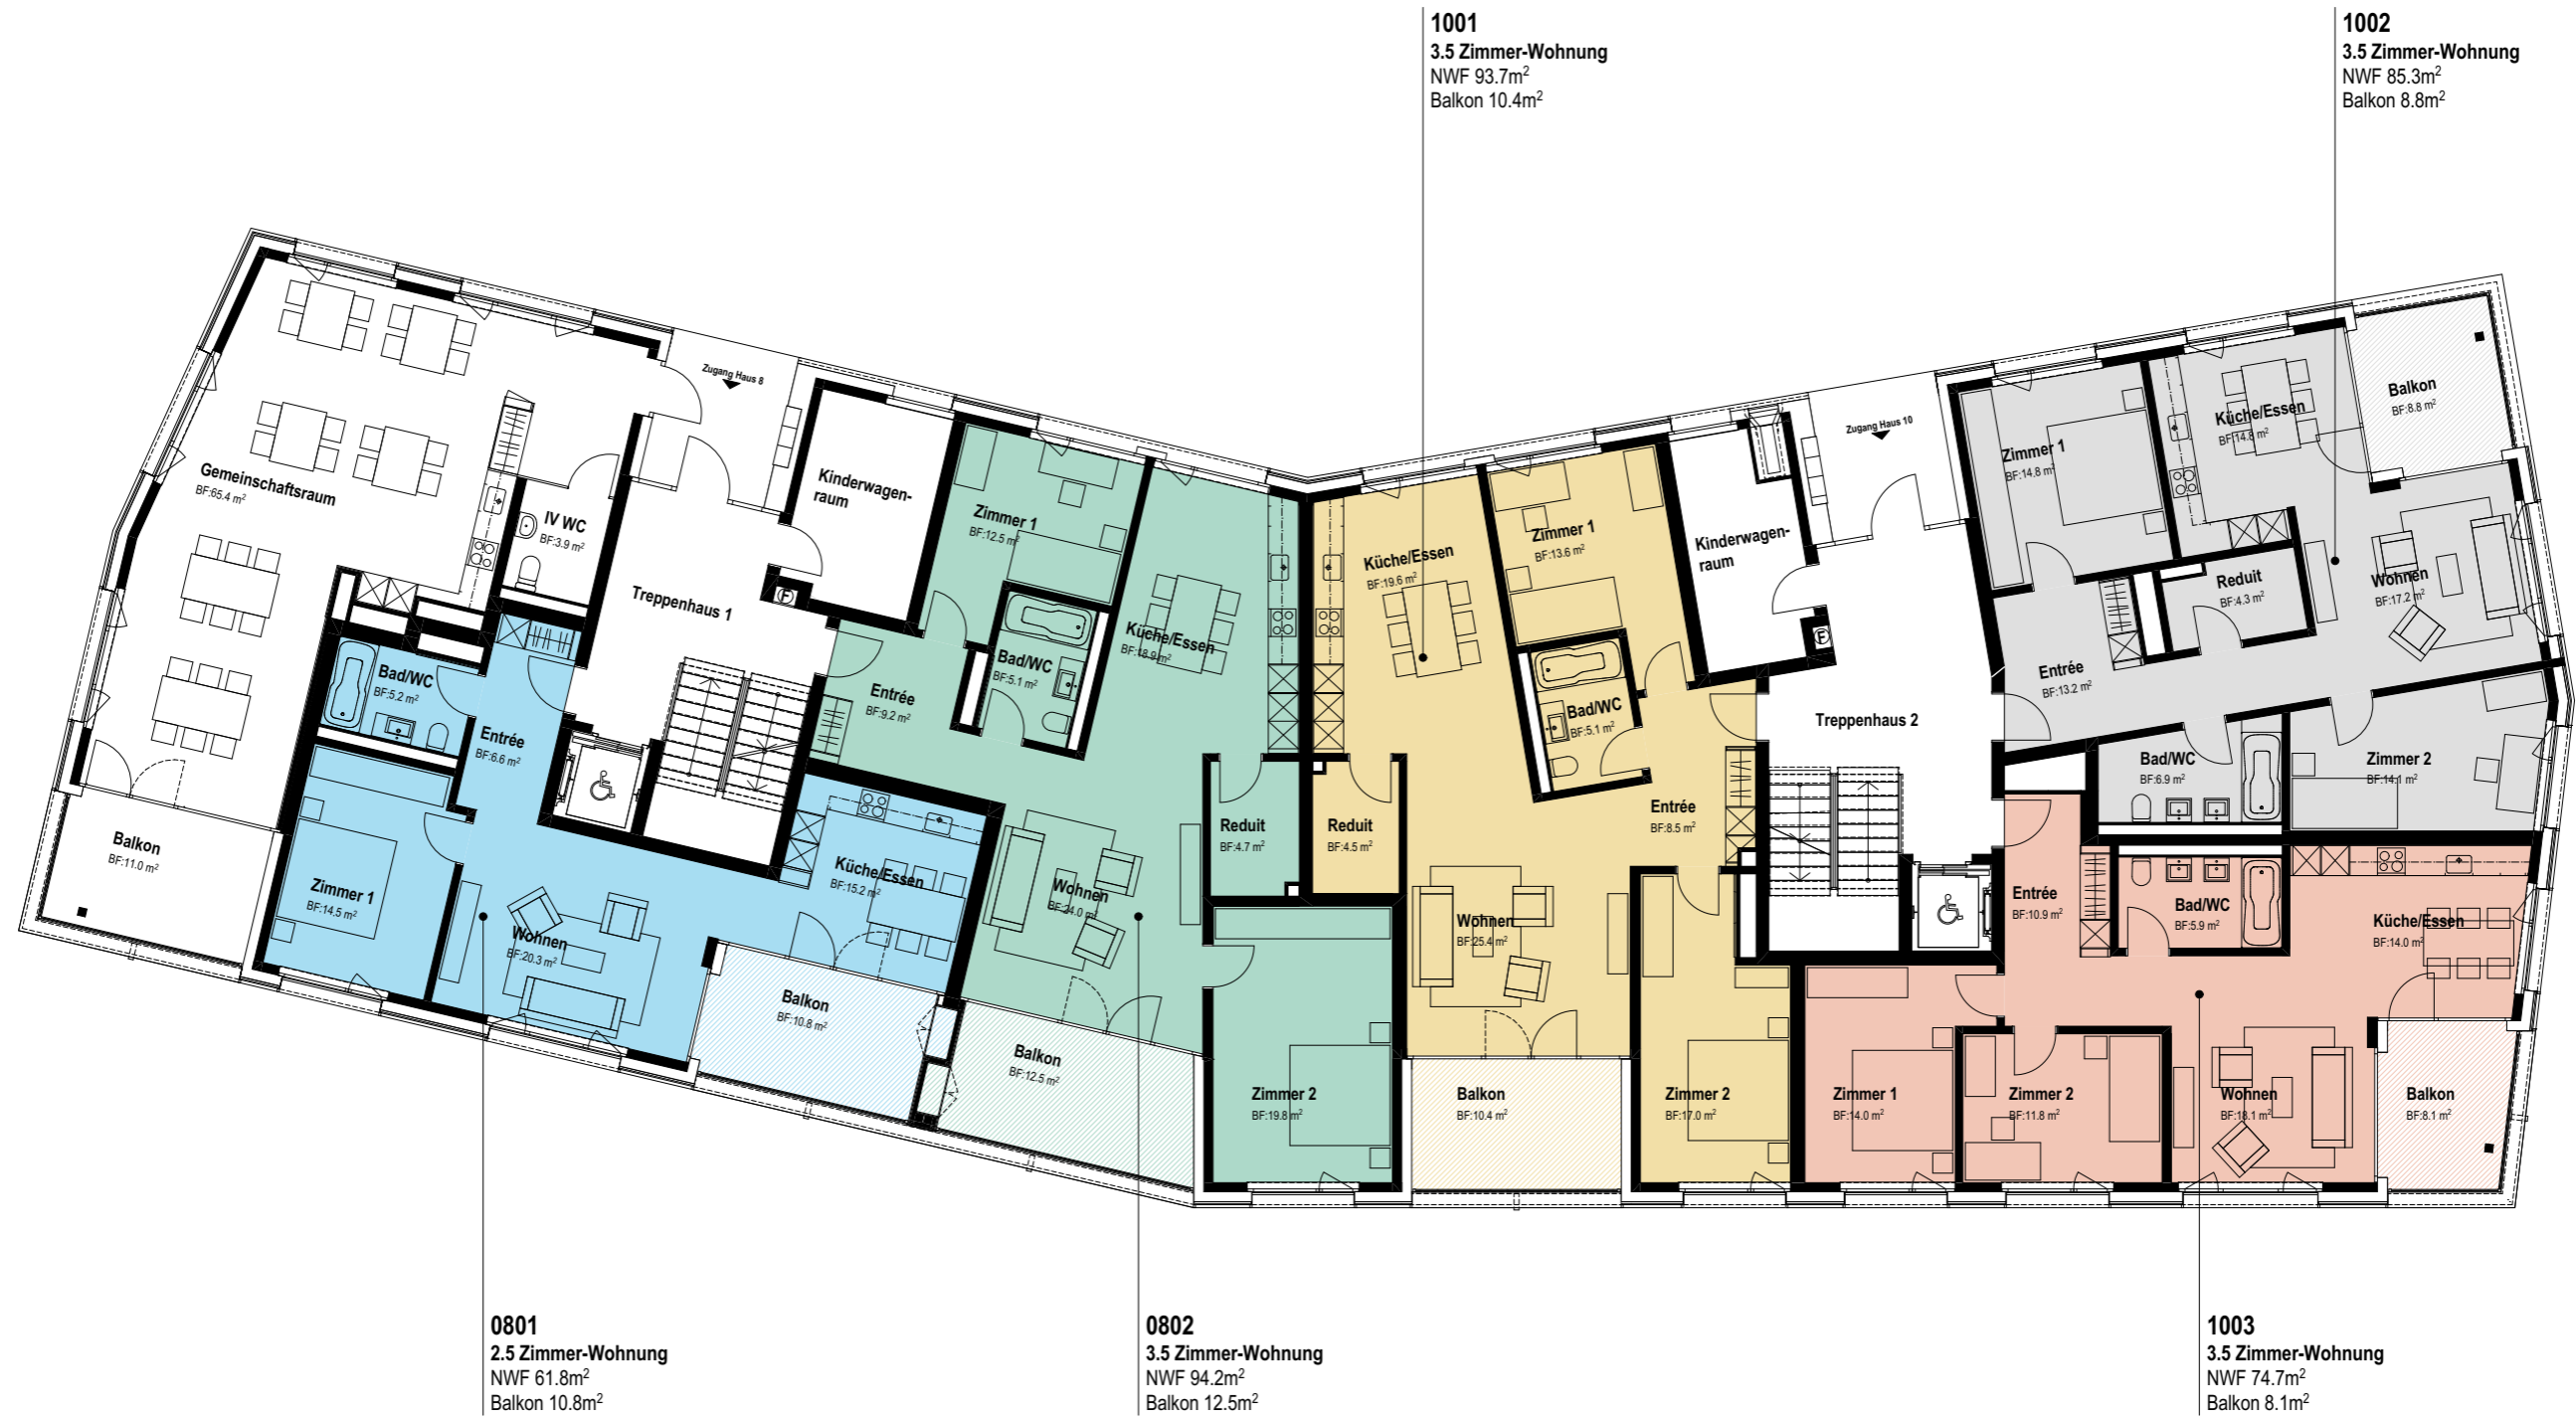 1001
3.5 Zimmer-Wohnung
NWF 93.7m²
Balkon 10.4m²
1002
3.5 Zimmer-Wohnung
NWF 85.3m²
Balkon 8.8m²
Zugang Haus 8
Gemeinschaftsraum
BF:65.4 m²
IV WC
BF:3.9 m²
Kinderwagen-
raum
Treppenhaus 1
F
Balkon
BF:11.0 m²
Bad/WC
BF:5.2 m²
Entrée
BF:6.6 m²
Zimmer 1
BF:14.5 m²
Wohnen
BF:20.3 m²
Küche/Essen
BF:15.2 m²
Balkon
BF:10.8 m²
Zimmer 1
BF:12.5 m²
Bad/WC
BF:5.1 m²
Entrée
BF:9.2 m²
Küche/Essen
BF:18.9 m²
Reduit
BF:4.7 m²
Wohnen
BF:24.0 m²
Balkon
BF:12.5 m²
Zimmer 2
BF:19.8 m²
Küche/Essen
BF:19.6 m²
Zimmer 1
BF:13.6 m²
Bad/WC
BF:5.1 m²
Reduit
BF:4.5 m²
Entrée
BF:8.5 m²
Wohnen
BF:25.4 m²
Balkon
BF:10.4 m²
Zimmer 2
BF:17.0 m²
Kinderwagen-
raum
Zugang Haus 10
F
Treppenhaus 2
Zimmer 1
BF:14.8 m²
Küche/Essen
BF:14.8 m²
Balkon
BF:8.8 m²
Reduit
BF:4.3 m²
Wohnen
BF:17.2 m²
Entrée
BF:13.2 m²
Bad/WC
BF:6.9 m²
Zimmer 2
BF:14.1 m²
Entrée
BF:10.9 m²
Bad/WC
BF:5.9 m²
Küche/Essen
BF:14.0 m²
Zimmer 1
BF:14.0 m²
Zimmer 2
BF:11.8 m²
Wohnen
BF:18.1 m²
Balkon
BF:8.1 m²
0801
2.5 Zimmer-Wohnung
NWF 61.8m²
Balkon 10.8m²
0802
3.5 Zimmer-Wohnung
NWF 94.2m²
Balkon 12.5m²
1003
3.5 Zimmer-Wohnung
NWF 74.7m²
Balkon 8.1m²